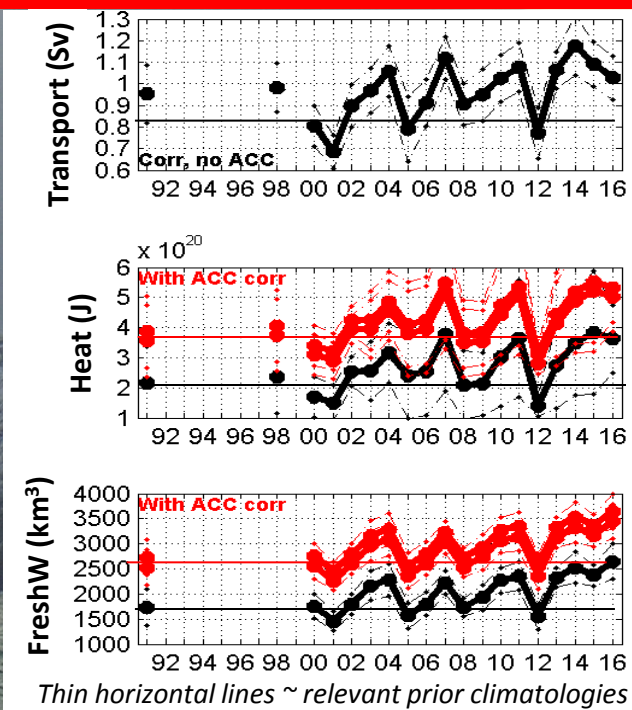 Transport (Sv)
1.3
1.2
1.1
1
0.9
0.8
0.7
0.6
Corr, no ACC
92 94 96 98 00 02 04 06 08 10 12 14 16
x 10^20
Heat (J)
6
5
4
3
2
1
With ACC corr
92 94 96 98 00 02 04 06 08 10 12 14 16
FreshW (km³)
4000
3500
3000
2500
2000
1500
1000
With ACC corr
92 94 96 98 00 02 04 06 08 10 12 14 16
Thin horizontal lines ~ relevant prior climatologies